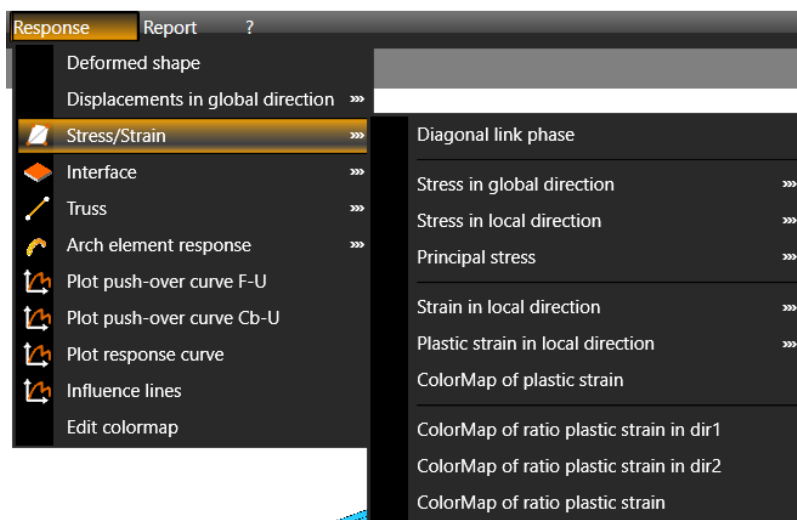 Response Report ?
Deformed shape
Displacements in global direction »»
Stress/Strain »»
Interface »»
Truss »»
Arch element response »»
Plot push-over curve F-U
Plot push-over curve Cb-U
Plot response curve
Influence lines
Edit colormap
Diagonal link phase
Stress in global direction »»
Stress in local direction »»
Principal stress »»
Strain in local direction »»
Plastic strain in local direction »»
ColorMap of plastic strain
ColorMap of ratio plastic strain in dir1
ColorMap of ratio plastic strain in dir2
ColorMap of ratio plastic strain